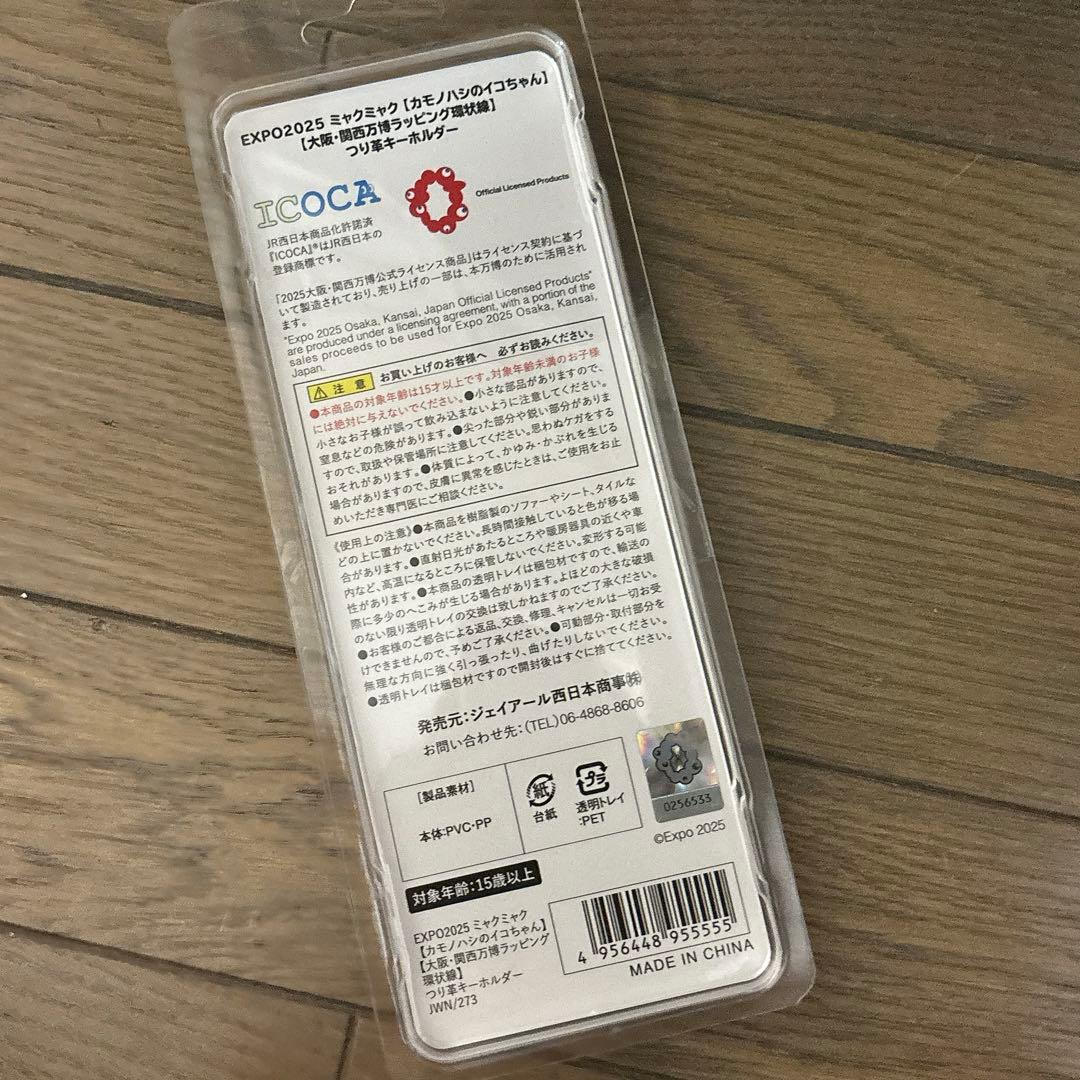 EXPO2025 ミャクミャク【カモノハシのイコちゃん】
【大阪・関西万博ラッピング環状線】
つり革キーホルダー
ICOCA
Official Licensed Products
JR西日本商品化許諾済
『ICOCA』®はJR西日本の
登録商標です。
「2025大阪・関西万博公式ライセンス商品」はライセンス契約に基づ
いて製造されており、売り上げの一部は、本万博のために活用され
ます。
"Expo 2025 Osaka, Kansai, Japan Official Licensed Products"
are produced under a licensing agreement, with a portion of the
sales proceeds to be used for Expo 2025 Osaka, Kansai,
Japan.
注 意 お買い上げのお客様へ 必ずお読みください。
●本商品の対象年齢は15才以上です。対象年齢未満のお子様
には絶対に与えないでください。●小さな部品がありますので、
小さなお子様が誤って飲み込まないように注意してください。
窒息などの危険があります。●尖った部分や鋭い部分がありま
すので、取扱や保管場所に注意してください。思わぬケガをする
おそれがあります。●体質によって、かゆみ・かぶれを生じる
場合がありますので、皮膚に異常を感じたときは、ご使用をお止
めいただき専門医にご相談ください。
《使用上の注意》●本商品を樹脂製のソファーやシート、タイルな
どの上に置かないでください。長時間接触していると色が移る場
合があります。●直射日光があたるところや暖房器具の近くや車
内など、高温になるところに保管しないでください。変形する可能
性があります。●本商品の透明トレイは梱包材ですので、輸送の
際に多少のへこみが生じる場合があります。よほどの大きな破損
のない限り透明トレイの交換は致しかねますのでご了承ください。
●お客様のご都合による返品、交換、修理、キャンセルは一切お受
けできませんので、予めご了承ください。●可動部分・取付部分を
無理な方向に強く引っ張ったり、曲げたりしないでください。
●透明トレイは梱包材ですので開封後はすぐに捨ててください。
発売元:ジェイアール西日本商事㈱
お問い合わせ先:(TEL)06-4868-8606
[製品素材]
本体:PVC・PP
紙
台紙
プラ
透明トレイ
:PET
0256533
©Expo 2025
対象年齢:15歳以上
EXPO2025 ミャクミャク
【カモノハシのイコちゃん】
【大阪・関西万博ラッピング
環状線】
つり革キーホルダー
JWN/273
4 956448 955555
MADE IN CHINA